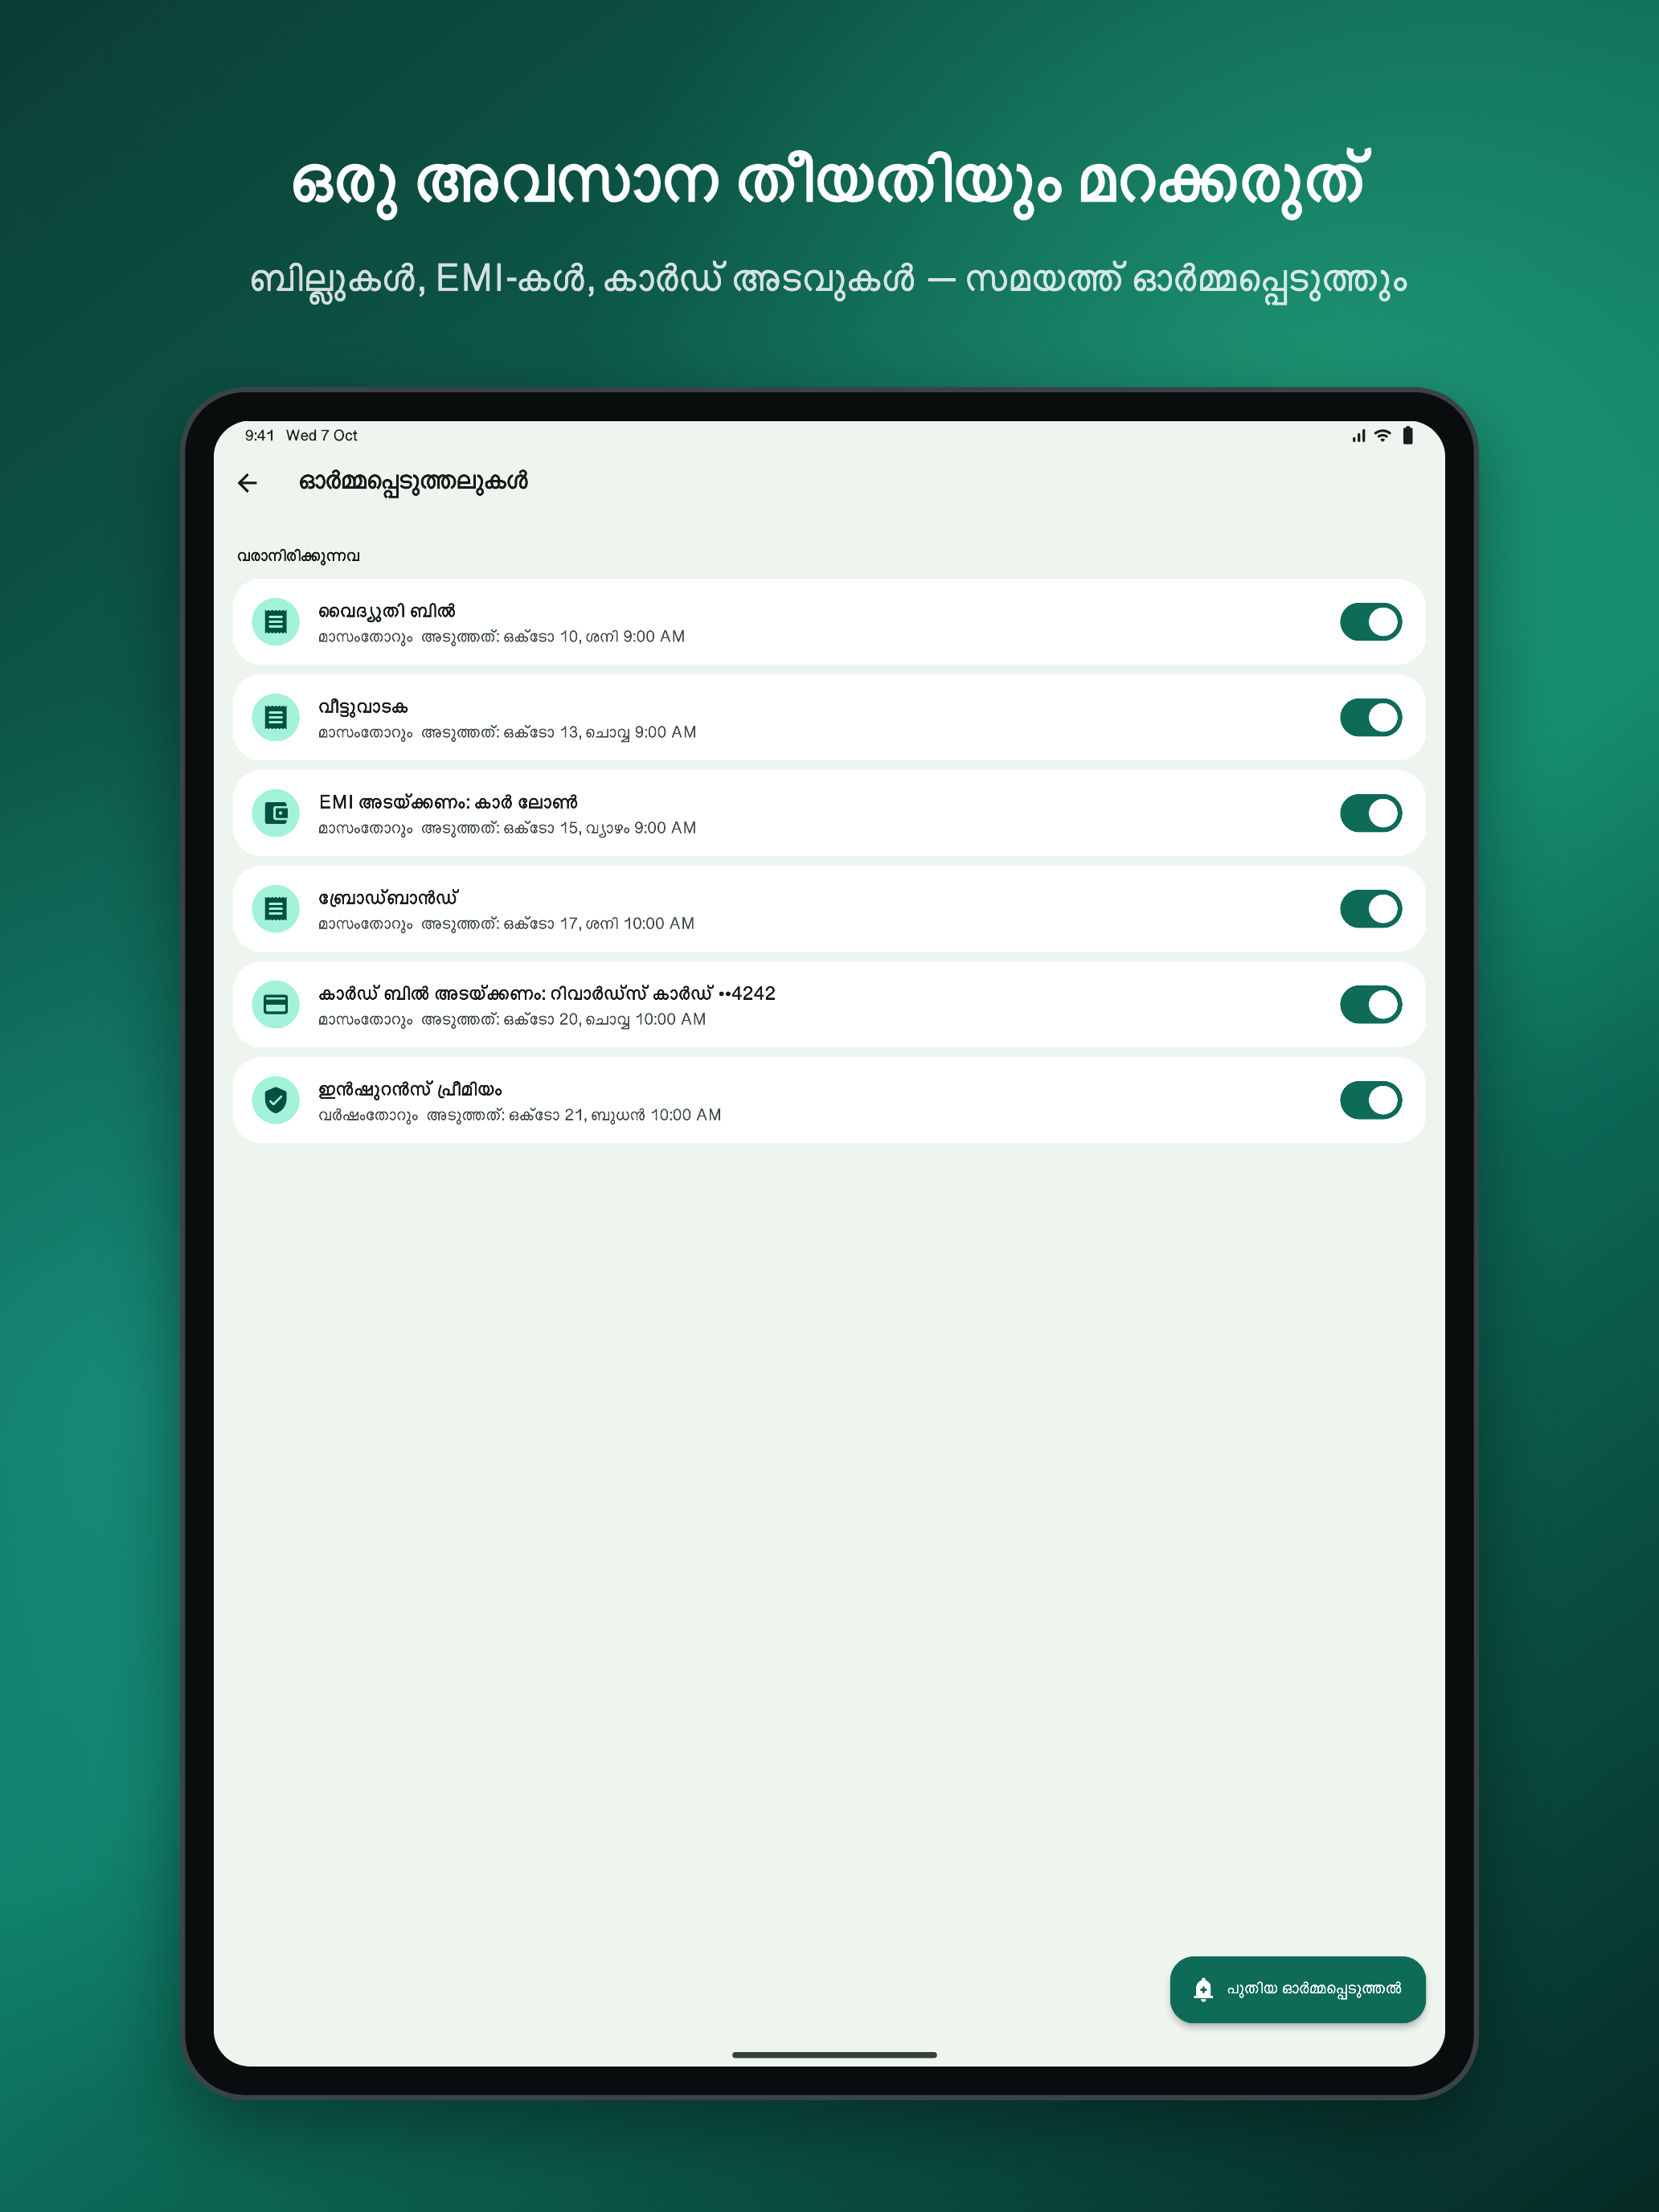 ഒരു അവസാന തീയതിയും മറക്കരുത്
ബില്ലുകൾ, EMI-കൾ, കാർഡ് അടവുകൾ — സമയത്ത് ഓർമ്മപ്പെടുത്തും
9:41 Wed 7 Oct
ഓർമ്മപ്പെടുത്തലുകൾ
വരാനിരിക്കുന്നവ
വൈദ്യുതി ബിൽ
മാസംതോറും അടുത്തത്: ഒക്ടോ 10, ശനി 9:00 AM
വീട്ടുവാടക
മാസംതോറും അടുത്തത്: ഒക്ടോ 13, ചൊവ്വ 9:00 AM
EMI അടയ്ക്കണം: കാർ ലോൺ
മാസംതോറും അടുത്തത്: ഒക്ടോ 15, വ്യാഴം 9:00 AM
ബ്രോഡ്ബാൻഡ്
മാസംതോറും അടുത്തത്: ഒക്ടോ 17, ശനി 10:00 AM
കാർഡ് ബിൽ അടയ്ക്കണം: റിവാർഡ്സ് കാർഡ് ••4242
മാസംതോറും അടുത്തത്: ഒക്ടോ 20, ചൊവ്വ 10:00 AM
ഇൻഷുറൻസ് പ്രീമിയം
വർഷംതോറും അടുത്തത്: ഒക്ടോ 21, ബുധൻ 10:00 AM
പുതിയ ഓർമ്മപ്പെടുത്തൽ